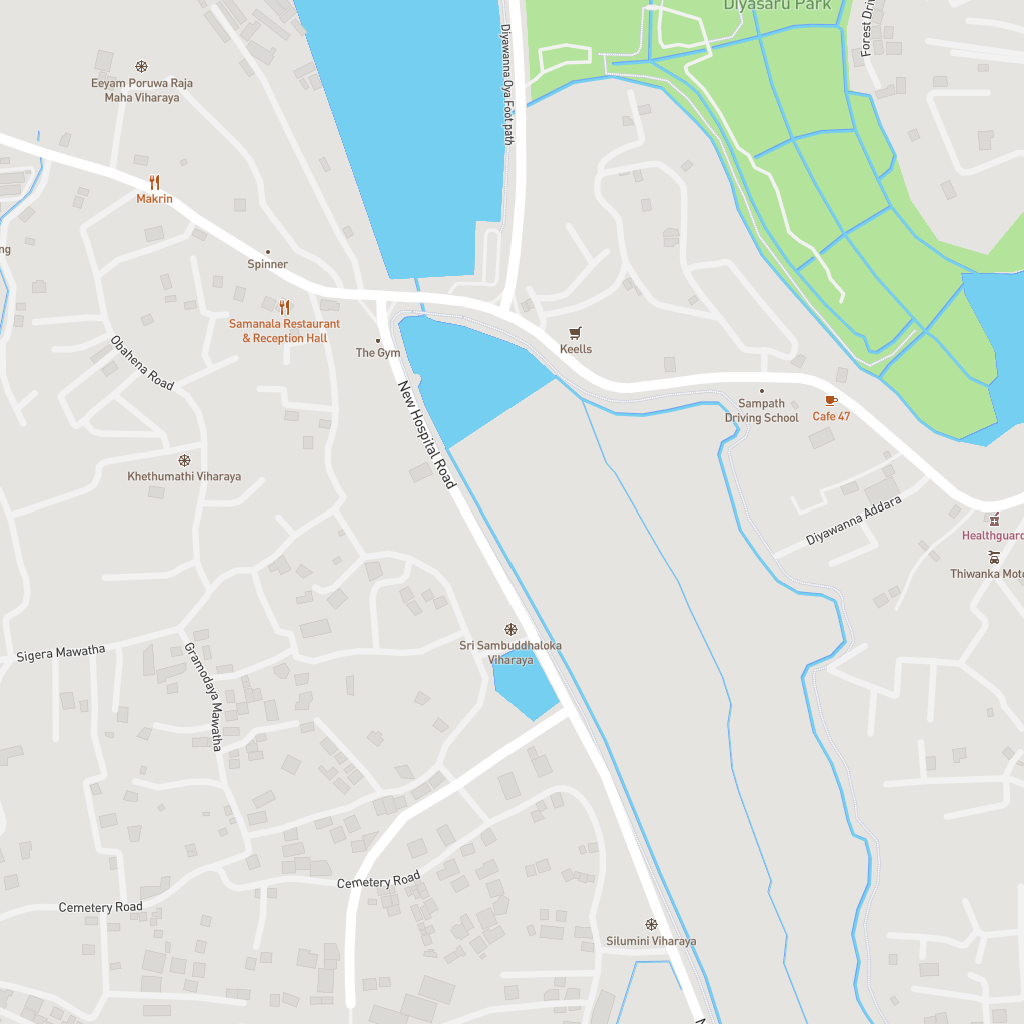 Diyasaru Park
Forest Dri
Diyawanna Oya Foot path
Eeyam Poruwa Raja
Maha Viharaya
Makrin
ng
Spinner
Samanala Restaurant
& Reception Hall
The Gym
Keells
Obahena Road
New Hospital Road
Sampath
Driving School
Cafe 47
Khethumathi Viharaya
Diyawanna Addara
Healthguard
Thiwanka Moto
Sri Sambuddhaloka
Viharaya
Sigera Mawatha
Gramodaya Mawatha
Cemetery Road
Cemetery Road
Silumini Viharaya
N